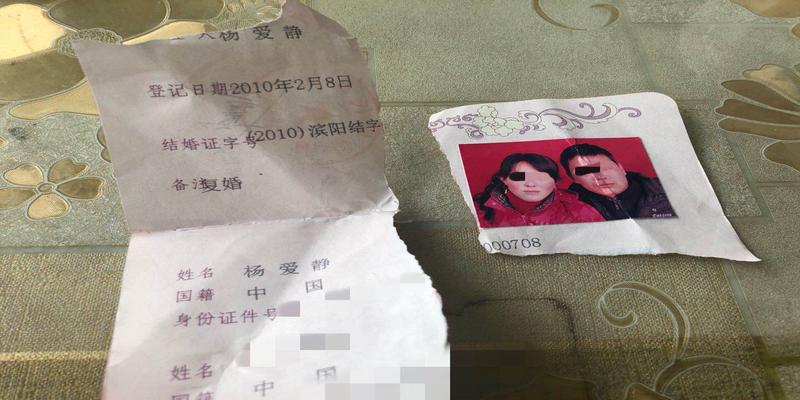 人杨爱静
登记日期2010年2月8日
结婚证字号(2010)滨阳结字
备注复婚
姓名 杨爱静
国籍 中国
身份证件号
姓名
国籍 中国
000708